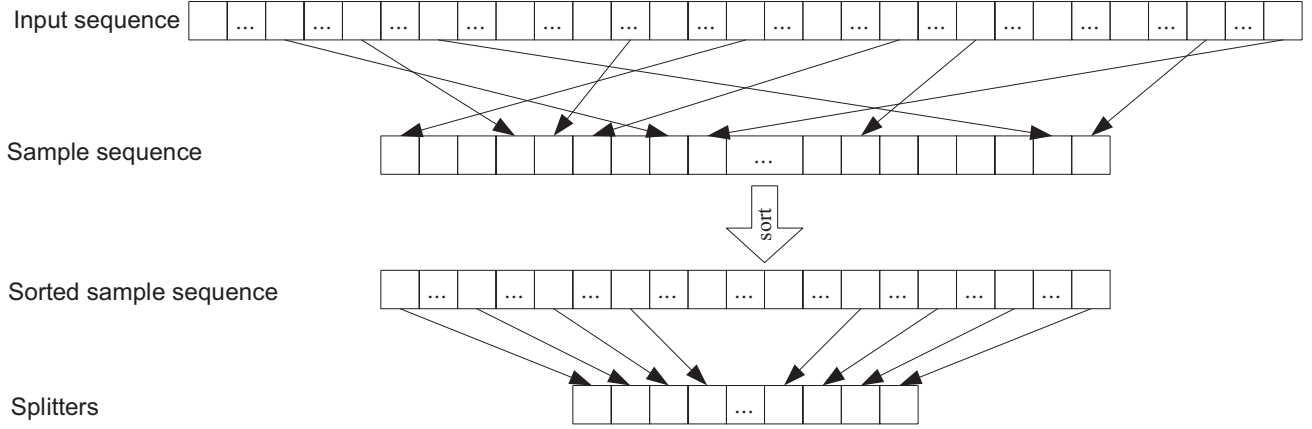 Input sequence ... ... ... ... ... ... ... ... ... ... ... ... ... ...
Sample sequence ...
sort
Sorted sample sequence ... ... ... ... ... ... ... ... ...
Splitters ...